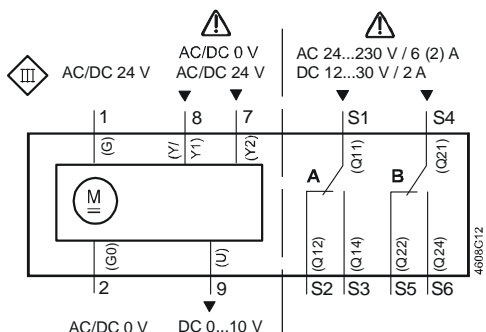 AC/DC 0 V
AC 24...230 V / 6 (2) A
III
AC/DC 24 V
AC/DC 24 V
DC 12...30 V / 2 A
1
8
7
S1
S4
(G)
(Y/
Y1)
(Y2)
(Q11)
(Q21)
A
B
M
(G0)
(U)
(Q12)
(Q14)
(Q22)
(Q24)
4608C12
2
9
S2
S3
S5
S6
AC/DC 0 V
DC 0...10 V